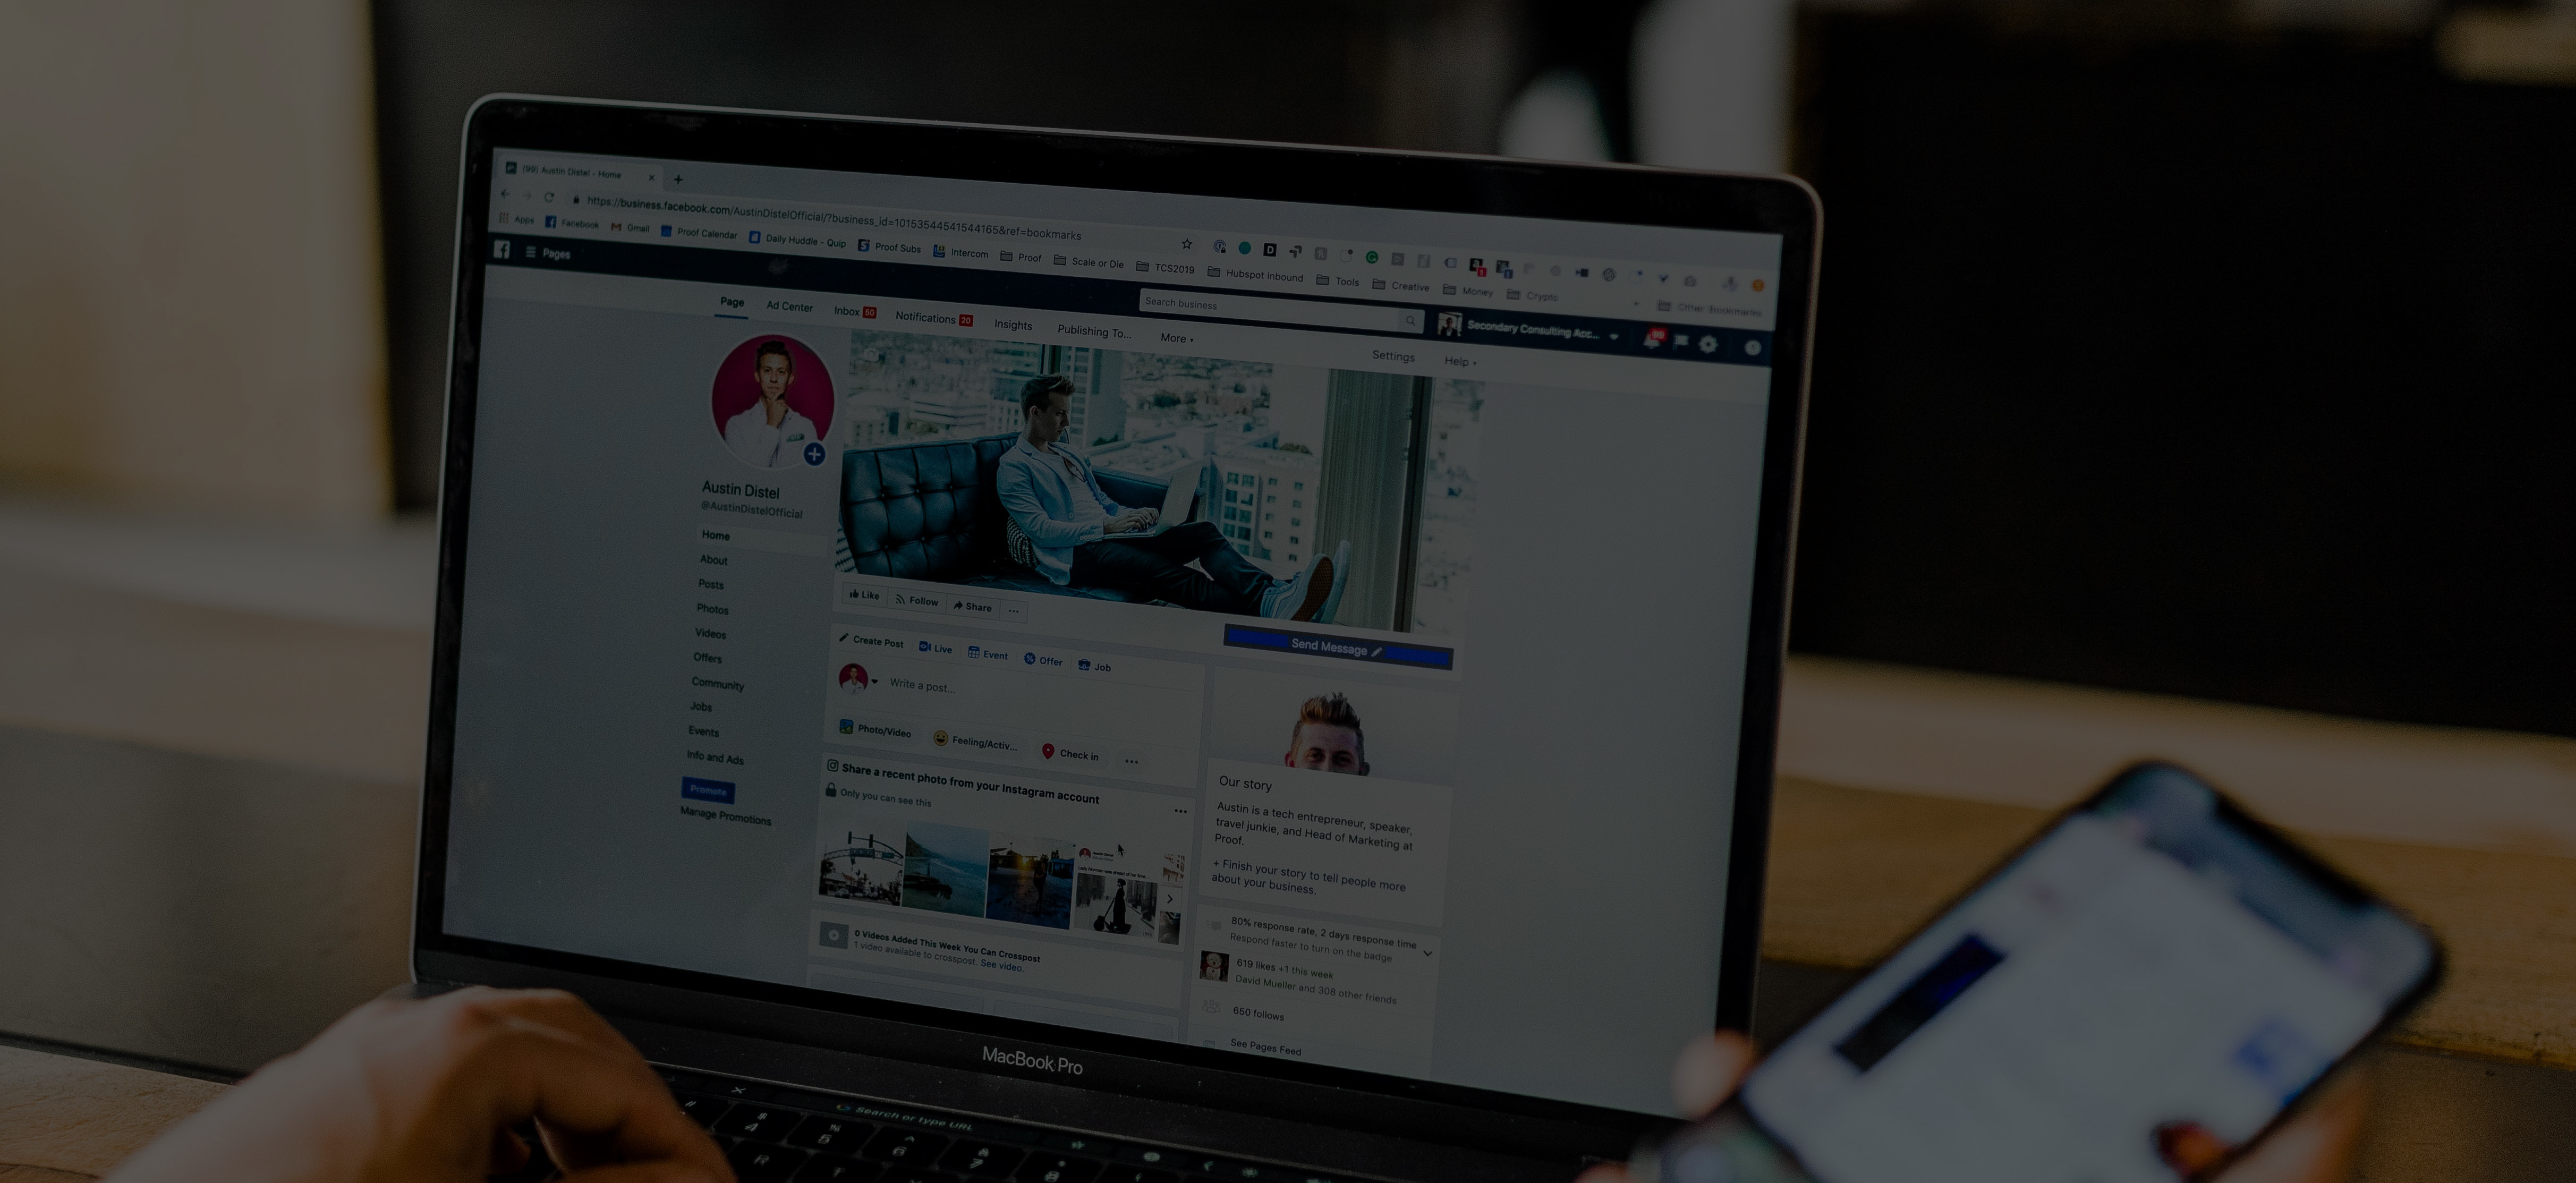 (99) Austin Distel - Home
https://business.facebook.com/AustinDistelOfficial/?business_id=10153544541544165&ref=bookmarks
Apps Facebook Gmail Proof Calendar Daily Huddle - Quip Proof Subs Intercom Proof Scale or Die TCS2019 Hubspot Inbound Tools Creative Money Crypto Other Bookmarks
Pages
Search business
Secondary Consulting Acc...
99
Page Ad Center Inbox 60 Notifications 20 Insights Publishing To... More Settings Help
Austin Distel
@AustinDistelOfficial
Home
About
Posts
Photos
Videos
Offers
Community
Jobs
Events
Info and Ads
Promote
Manage Promotions
Like Follow Share ...
Send Message
Create Post Live Event Offer Job
Write a post...
Photo/Video Feeling/Activ... Check in ...
Share a recent photo from your Instagram account
Only you can see this
0 Videos Added This Week You Can Crosspost
1 video available to crosspost. See video.
Our story
Austin is a tech entrepreneur, speaker,
travel junkie, and Head of Marketing at
Proof.
+ Finish your story to tell people more
about your business.
80% response rate, 2 days response time
Respond faster to turn on the badge
619 likes +1 this week
David Mueller and 308 other friends
650 follows
See Pages Feed
MacBook Pro
Search or type URL